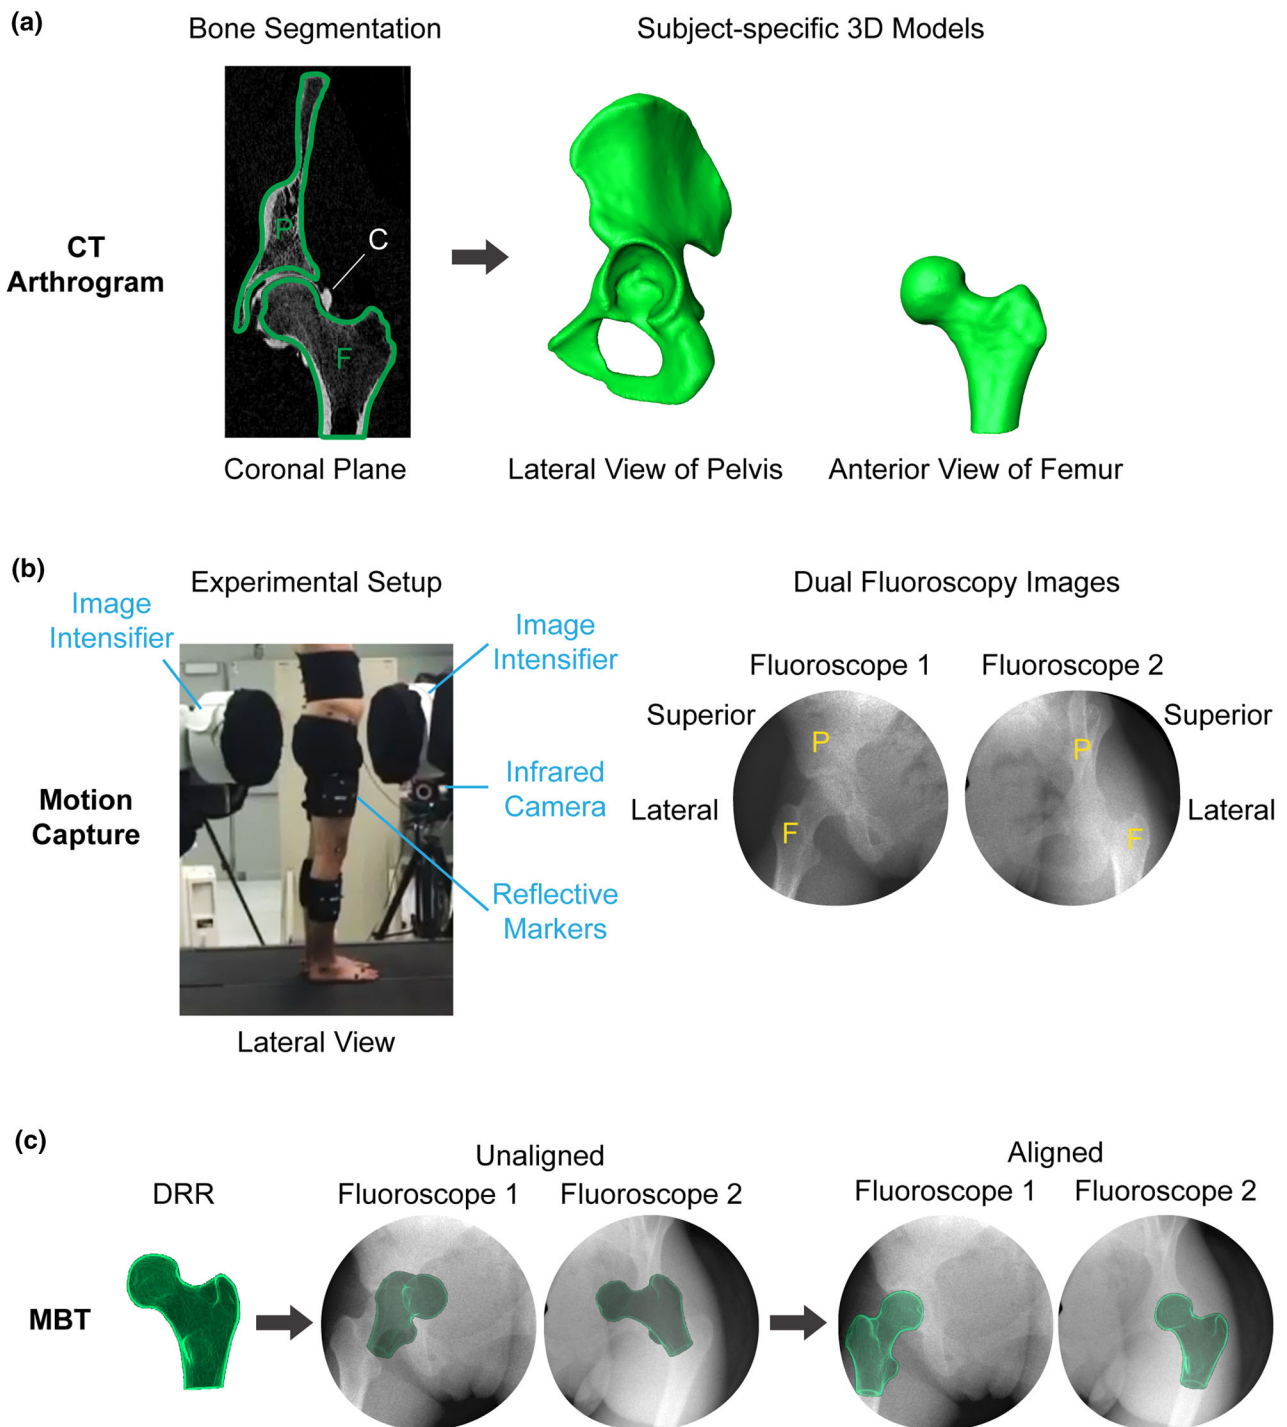 (a)
Bone Segmentation
Subject-specific 3D Models
CT
Arthrogram
P
C
F
Coronal Plane
Lateral View of Pelvis
Anterior View of Femur
(b)
Experimental Setup
Dual Fluoroscopy Images
Motion
Capture
Image
Intensifier
Image
Intensifier
Infrared
Camera
Reflective
Markers
Lateral View
Fluoroscope 1
Fluoroscope 2
Superior
Lateral
P
F
P
F
Superior
Lateral
(c)
Unaligned
Aligned
DRR
Fluoroscope 1
Fluoroscope 2
Fluoroscope 1
Fluoroscope 2
MBT